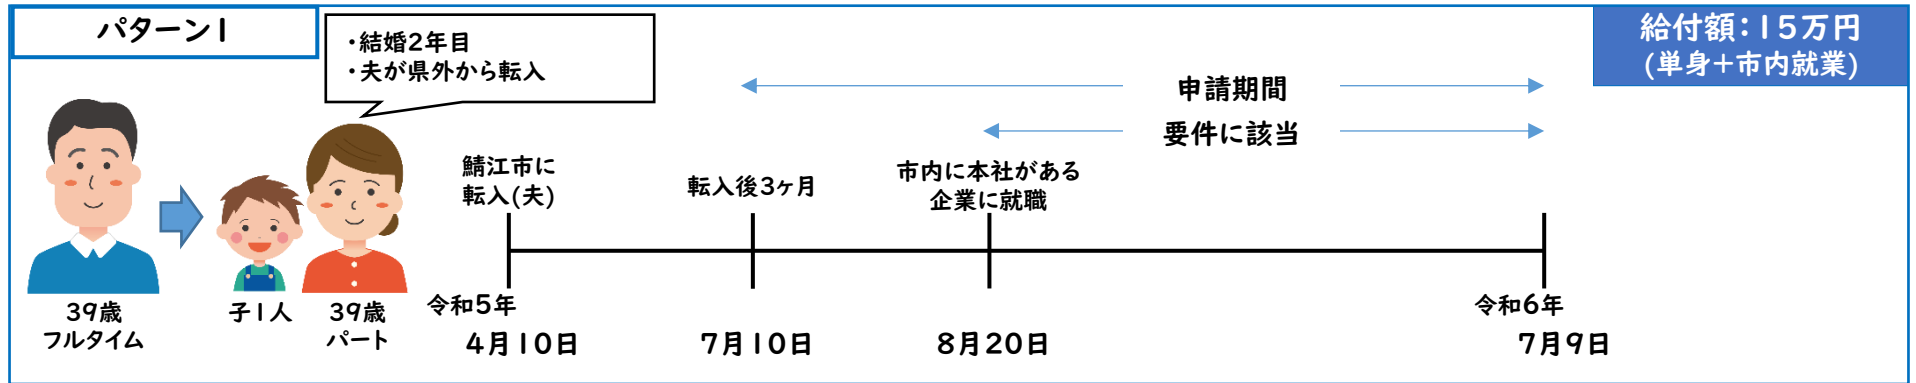 パターン1
・結婚2年目
・夫が県外から転入
給付額：15万円
(単身＋市内就業)
申請期間
要件に該当
鯖江市に
転入(夫)
転入後3ヶ月
市内に本社がある
企業に就職
39歳
フルタイム
子1人
39歳
パート
令和5年
4月10日
7月10日
8月20日
令和6年
7月9日